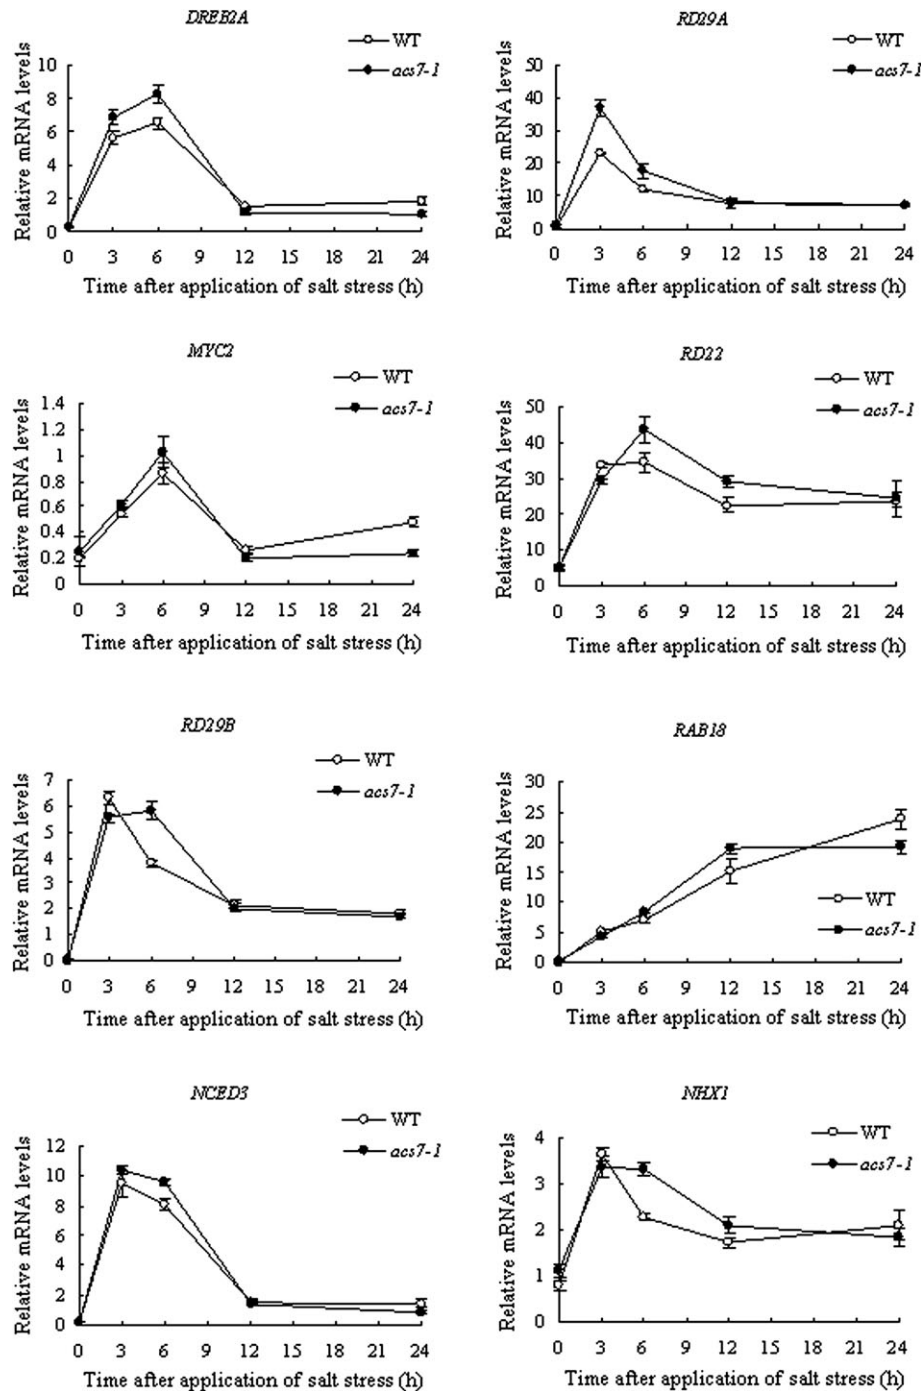 DREB2A
WT
acs7-1
Relative mRNA levels
10
8
6
4
2
0
0 3 6 9 12 15 18 21 24
Time after application of salt stress (h)
RD29A
WT
acs7-1
Relative mRNA levels
50
40
30
20
10
0
0 3 6 9 12 15 18 21 24
Time after application of salt stress (h)
MYC2
WT
acs7-1
Relative mRNA levels
1.4
1.2
1
0.8
0.6
0.4
0.2
0
0 3 6 9 12 15 18 21 24
Time after application of salt stress (h)
RD22
WT
acs7-1
Relative mRNA levels
50
40
30
20
10
0
0 3 6 9 12 15 18 21 24
Time after application of salt stress (h)
RD29B
WT
acs7-1
Relative mRNA levels
7
6
5
4
3
2
1
0
0 3 6 9 12 15 18 21 24
Time after application of salt stress (h)
RAB18
WT
acs7-1
Relative mRNA levels
30
25
20
15
10
5
0
0 3 6 9 12 15 18 21 24
Time after application of salt stress (h)
NCED3
WT
acs7-1
Relative mRNA levels
12
10
8
6
4
2
0
0 3 6 9 12 15 18 21 24
Time after application of salt stress (h)
NHX1
WT
acs7-1
Relative mRNA levels
4
3
2
1
0
0 3 6 9 12 15 18 21 24
Time after application of salt stress (h)